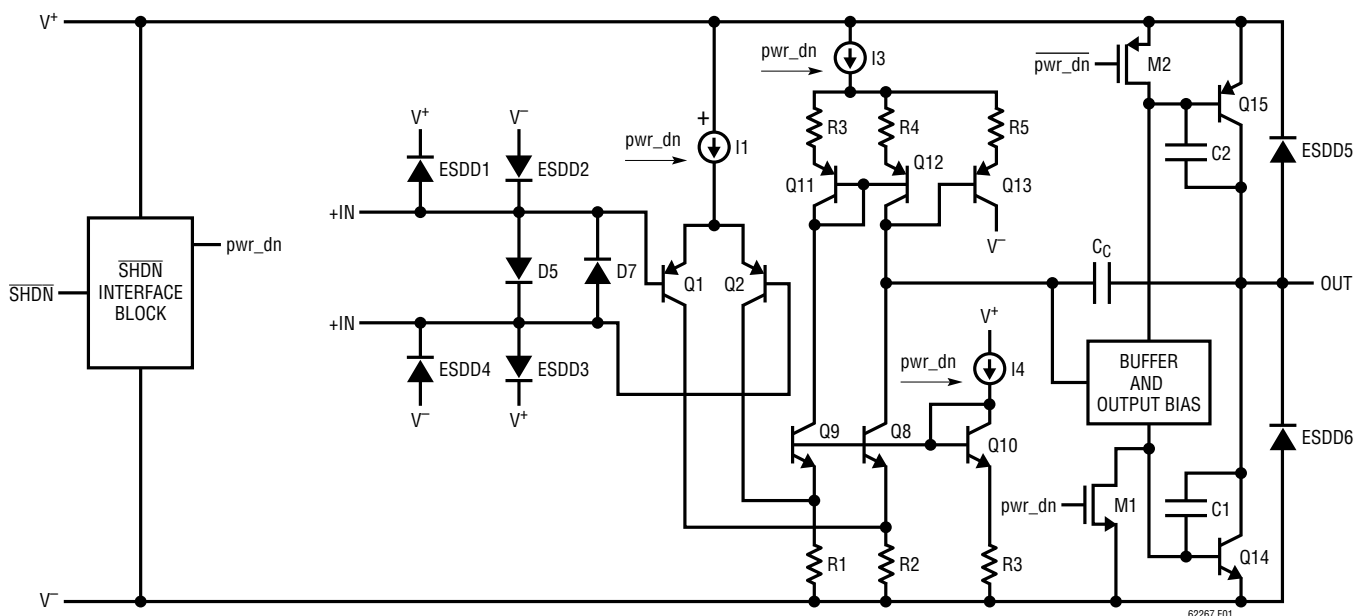 V+
pwr_dn
I3
pwr_dn
M2
Q15
V+
V–
+
R3
R4
R5
ESDD1
ESDD2
pwr_dn
I1
Q12
C2
ESDD5
Q11
Q13
+IN
pwr_dn
V–
SHDN
INTERFACE
BLOCK
D5
D7
Q1
Q2
CC
SHDN
OUT
+IN
V+
ESDD4
ESDD3
pwr_dn
I4
BUFFER
AND
OUTPUT BIAS
V–
V+
Q9
Q8
Q10
ESDD6
pwr_dn
M1
C1
Q14
R1
R2
R3
V–
62267 F01